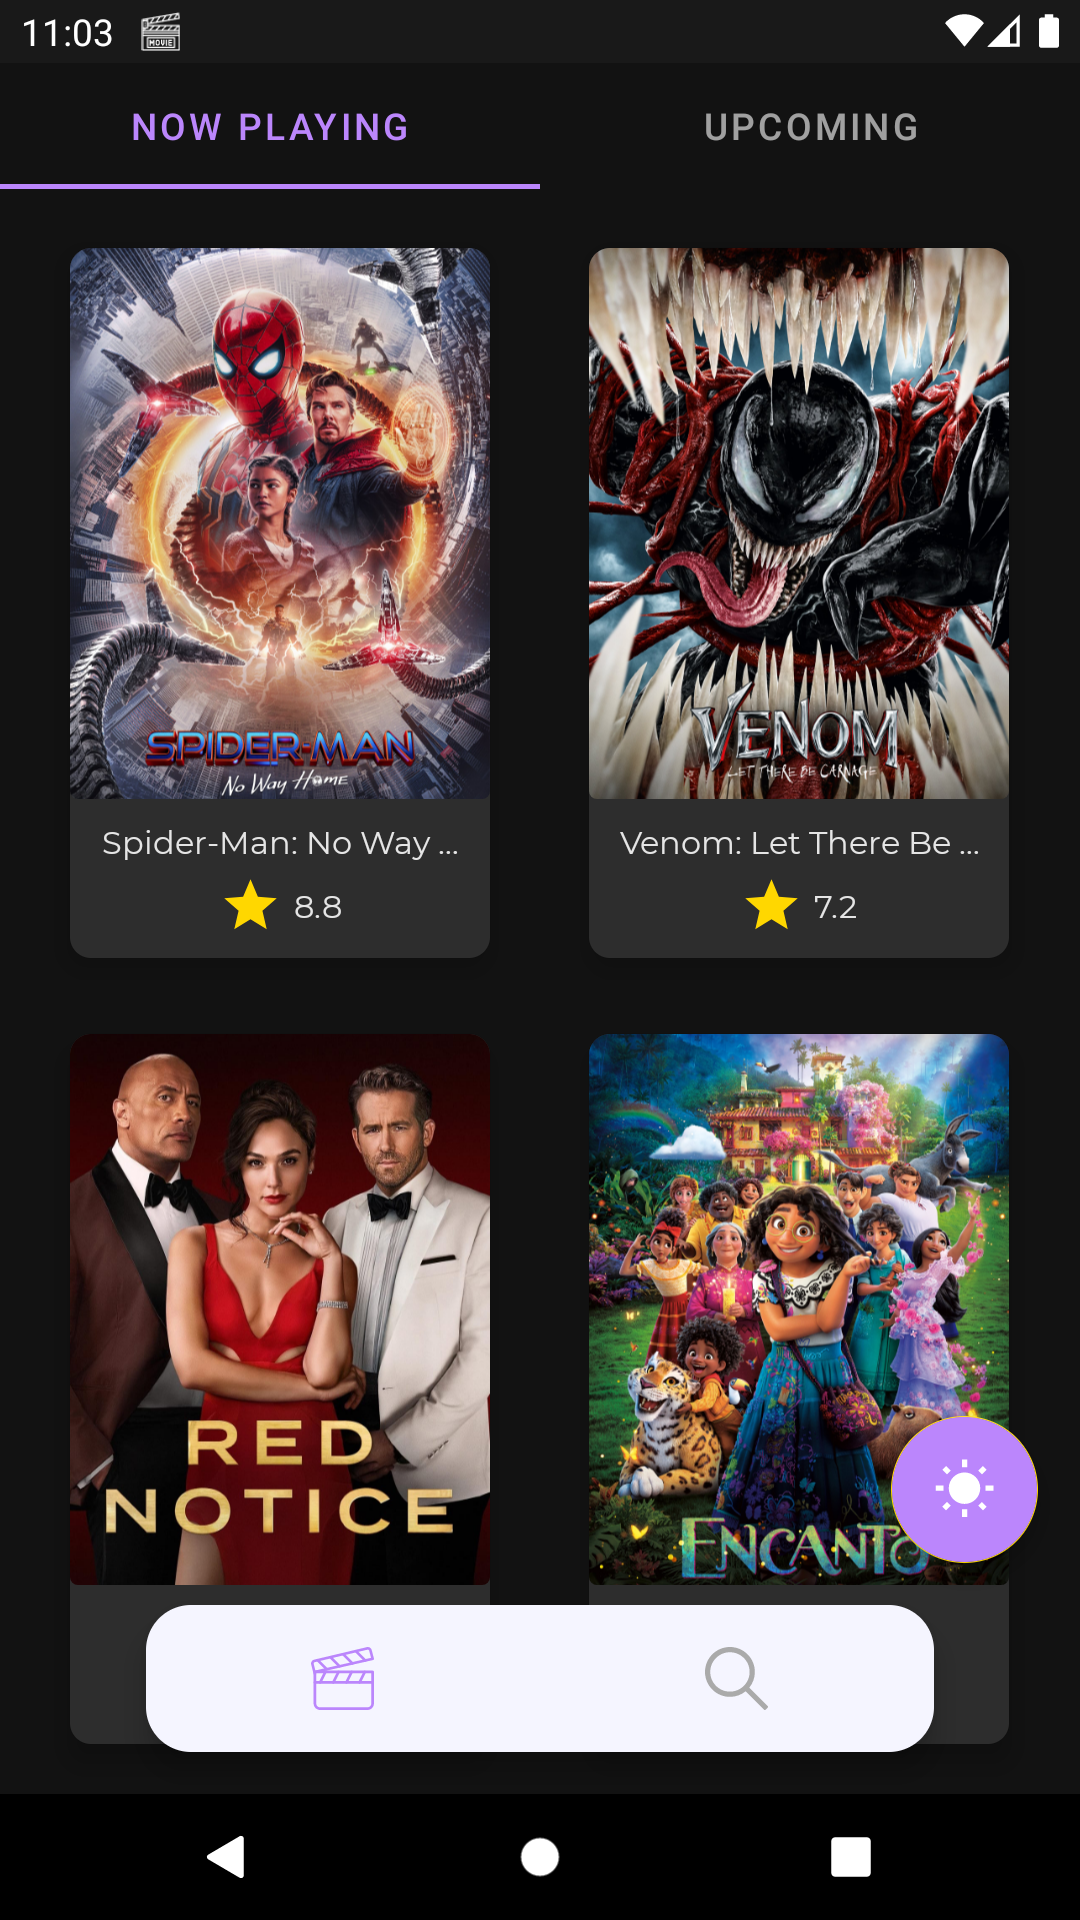 11:03
MOVIE
NOW PLAYING
UPCOMING
SPIDER-MAN
No Way Home
VENOM
LET THERE BE CARNAGE
Spider-Man: No Way ...
Venom: Let There Be ...
8.8
7.2
RED
NOTICE
ENCANTO